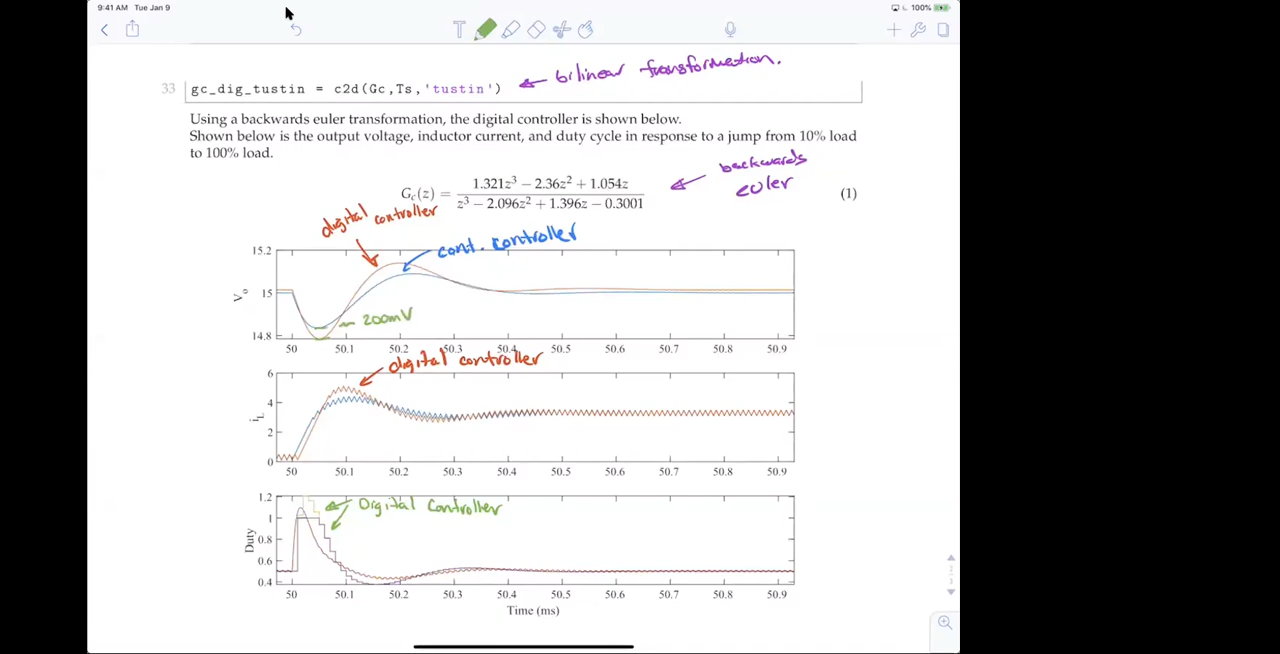 9:41 AM Tue Jan 9
100%
bilinear transformation.
33 gc_dig_tustin = c2d(Gc,Ts,'tustin')
Using a backwards euler transformation, the digital controller is shown below.
Shown below is the output voltage, inductor current, and duty cycle in response to a jump from 10% load
to 100% load.
backwards
euler
G_c(z) = (1.321z³ − 2.36z² + 1.054z) / (z³ − 2.096z² + 1.396z − 0.3001) (1)
digital controller
cont. controller
15.2
V_o 15
~ 200mV
14.8
50 50.1 50.2 50.3 50.4 50.5 50.6 50.7 50.8 50.9
digital controller
6
4
i_L
2
0
50 50.1 50.2 50.3 50.4 50.5 50.6 50.7 50.8 50.9
1.2
Digital Controller
1
Duty
0.8
0.6
0.4
50 50.1 50.2 50.3 50.4 50.5 50.6 50.7 50.8 50.9
Time (ms)